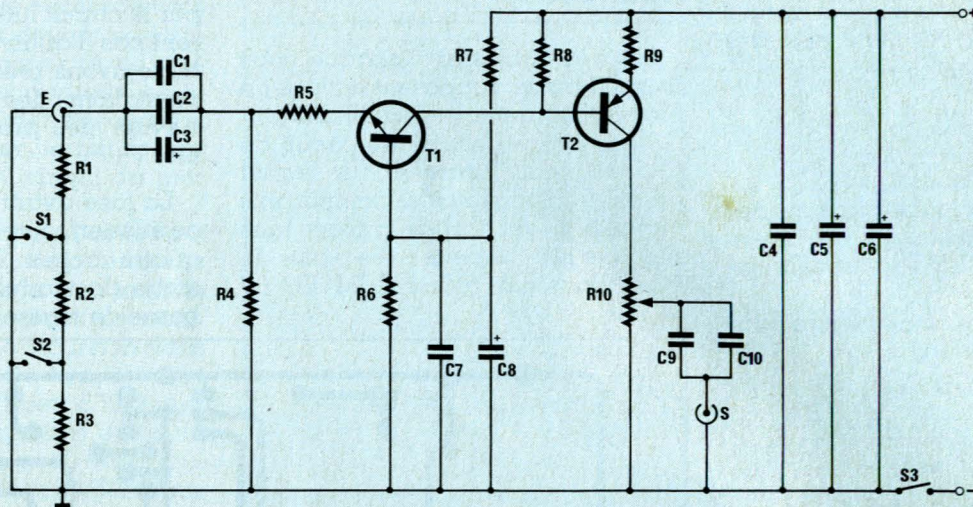 R7
R8
R9
C1
E
C2
R5
C3
+
T1
T2
R1
S1
R2
R4
R6
R10
C4
+
C5
+
C6
S2
C7
+
C8
C9
C10
R3
S
S3
+
-